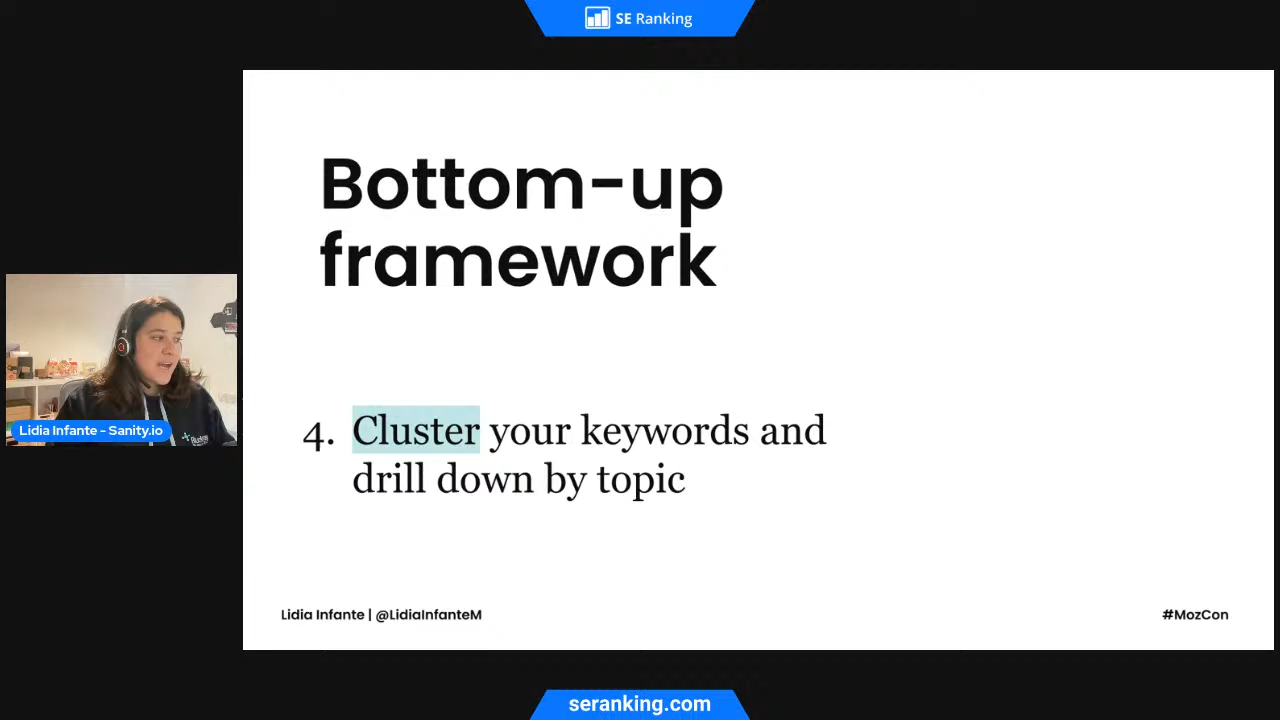 SE Ranking
Bottom-up
framework
4. Cluster your keywords and
drill down by topic
Lidia Infante - Sanity.io
Lidia Infante | @LidiaInfanteM
#MozCon
seranking.com